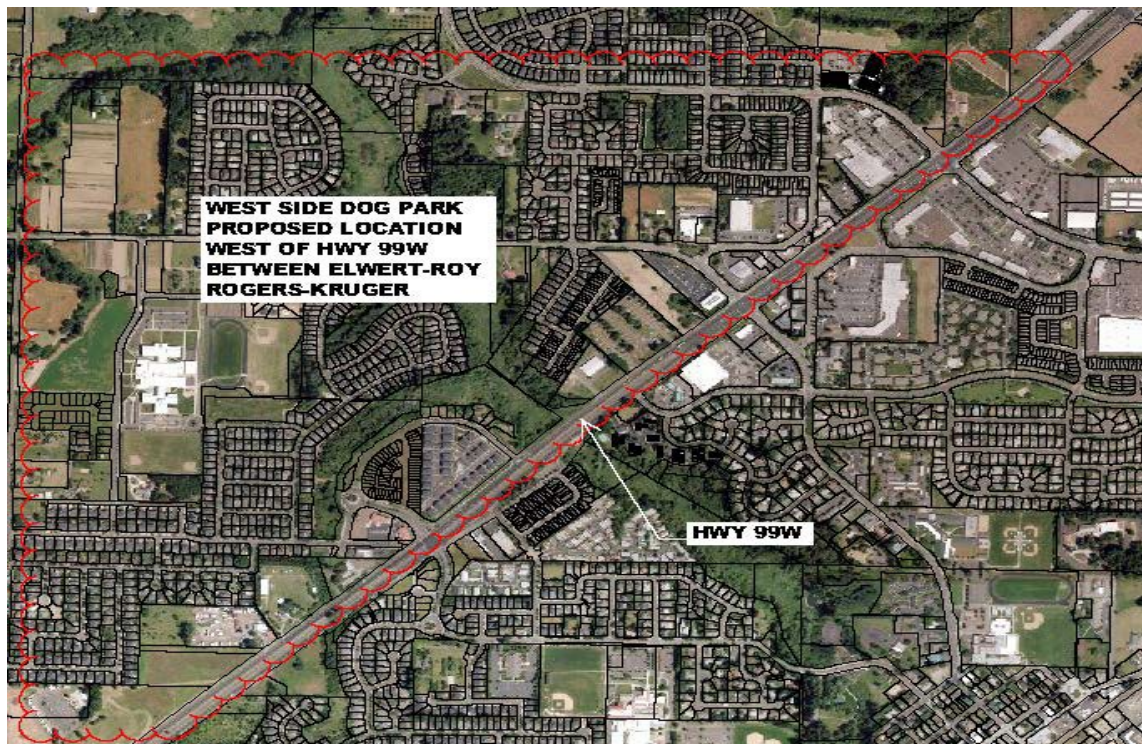 WEST SIDE DOG PARK
PROPOSED LOCATION
WEST OF HWY 99W
BETWEEN ELWERT-ROY
ROGERS-KRUGER
HWY 99W